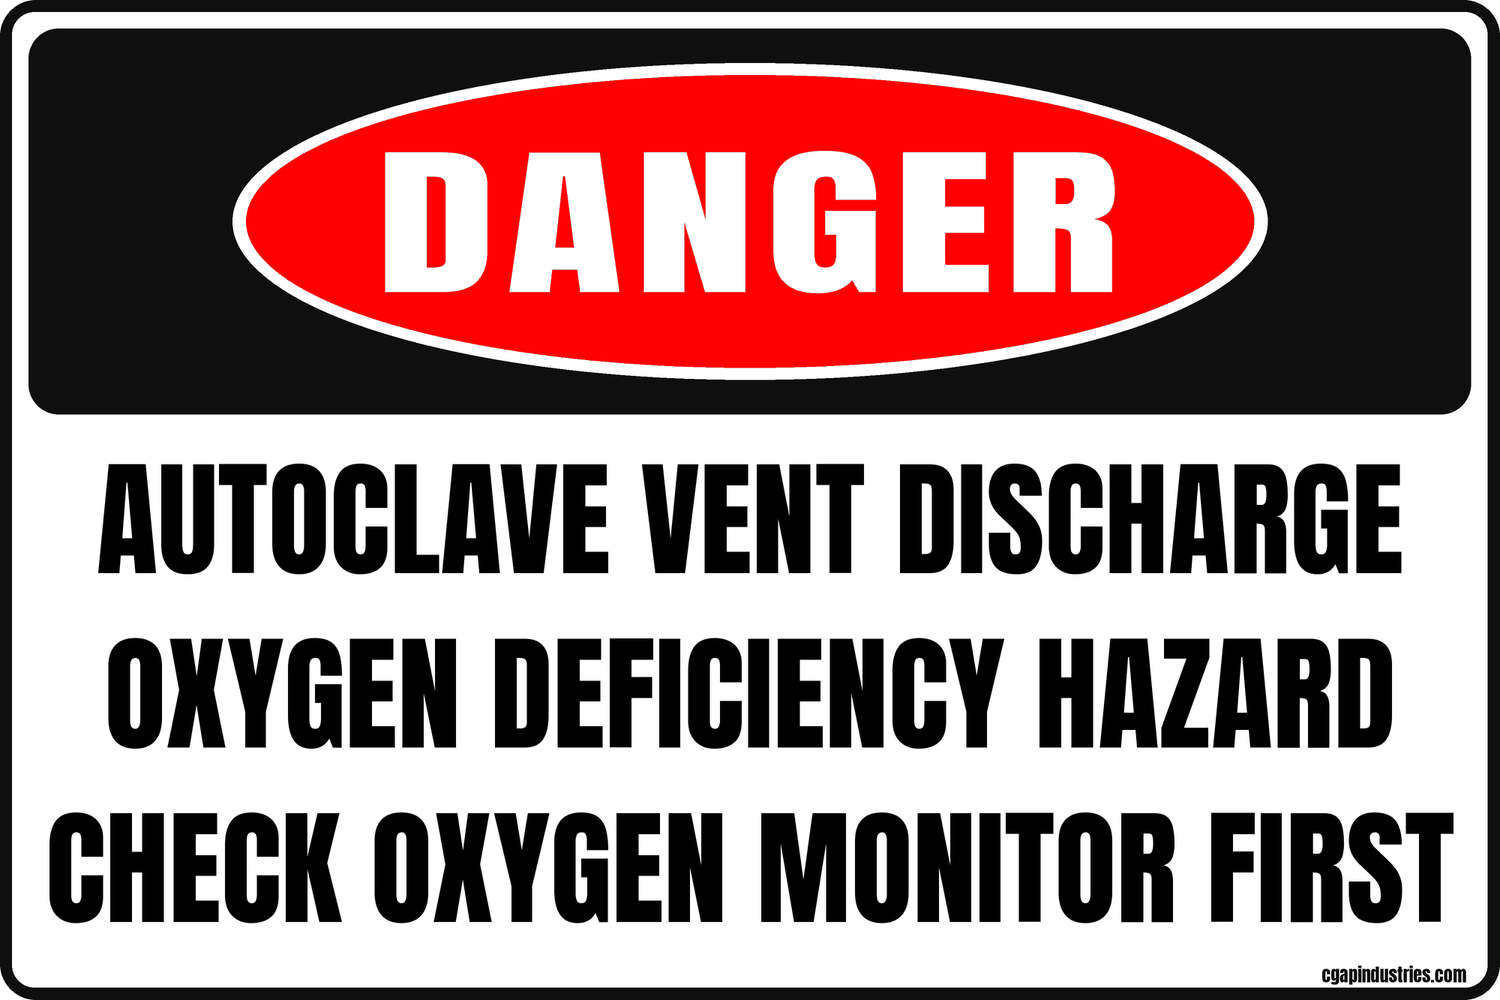 DANGER
AUTOCLAVE VENT DISCHARGE
OXYGEN DEFICIENCY HAZARD
CHECK OXYGEN MONITOR FIRST
cgapindustries.com